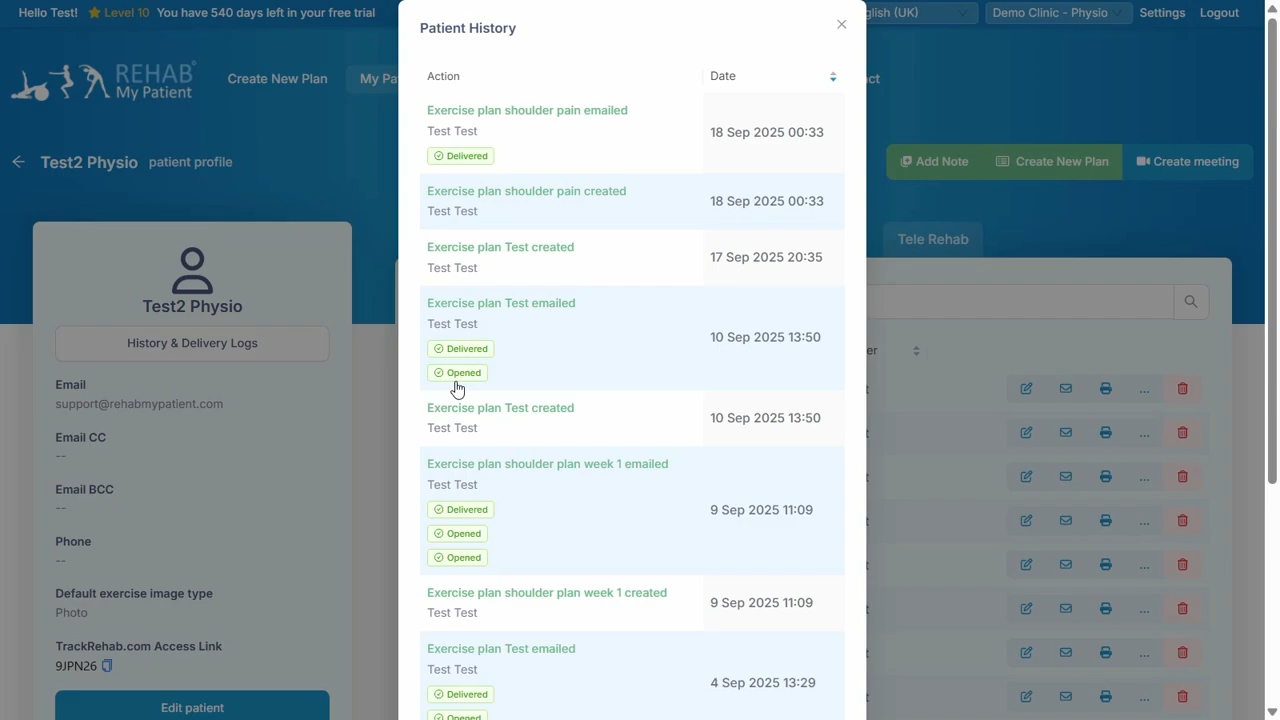 Hello Test! Level 10 You have 540 days left in your free trial
glish (UK)
Demo Clinic - Physio
Settings
Logout
REHAB
My Patient
Create New Plan
My Pa
ct
Test2 Physio patient profile
Add Note
Create New Plan
Create meeting
Tele Rehab
Test2 Physio
History & Delivery Logs
Email
support@rehabmypatient.com
Email CC
--
Email BCC
--
Phone
--
Default exercise image type
Photo
TrackRehab.com Access Link
9JPN26
Edit patient
Patient History
Action Date
Exercise plan shoulder pain emailed
Test Test
Delivered
18 Sep 2025 00:33
Exercise plan shoulder pain created
Test Test
18 Sep 2025 00:33
Exercise plan Test created
Test Test
17 Sep 2025 20:35
Exercise plan Test emailed
Test Test
Delivered
Opened
10 Sep 2025 13:50
Exercise plan Test created
Test Test
10 Sep 2025 13:50
Exercise plan shoulder plan week 1 emailed
Test Test
Delivered
Opened
Opened
9 Sep 2025 11:09
Exercise plan shoulder plan week 1 created
Test Test
9 Sep 2025 11:09
Exercise plan Test emailed
Test Test
Delivered
Opened
4 Sep 2025 13:29
er
t
t
t
t
t
t
t
t
...
...
...
...
...
...
...
...